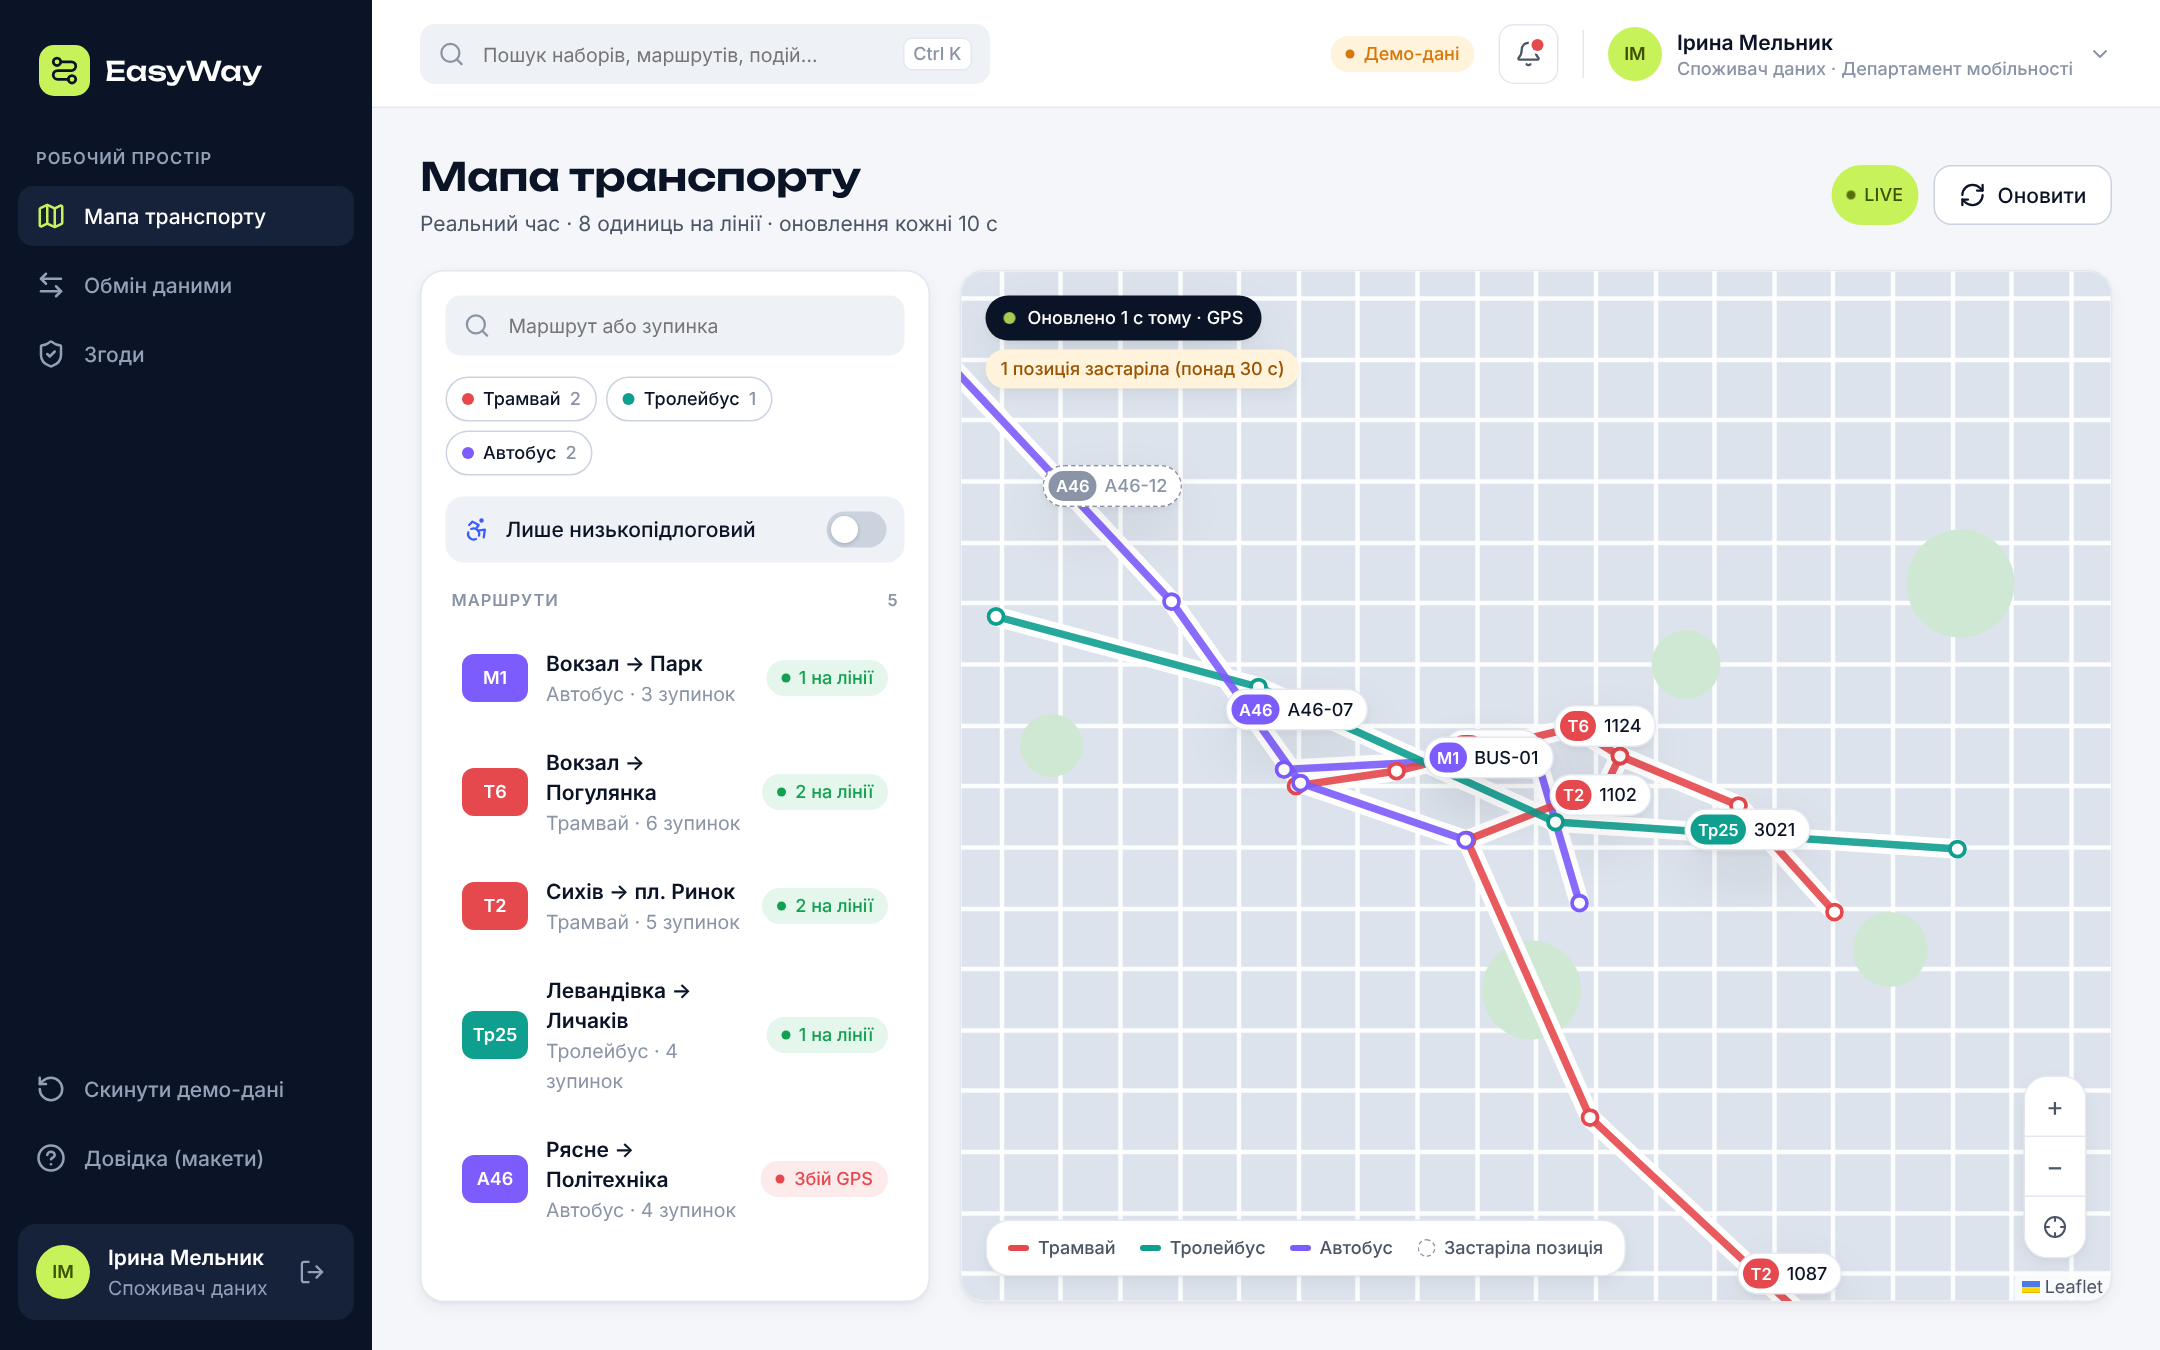 EasyWay
РОБОЧИЙ ПРОСТІР
Мапа транспорту
Обмін даними
Згоди
Скинути демо-дані
Довідка (макети)
ІМ
Ірина Мельник
Споживач даних
Пошук наборів, маршрутів, подій...
Ctrl K
Демо-дані
ІМ
Ірина Мельник
Споживач даних · Департамент мобільності
Мапа транспорту
Реальний час · 8 одиниць на лінії · оновлення кожні 10 с
LIVE
Оновити
Маршрут або зупинка
Трамвай 2
Тролейбус 1
Автобус 2
Лише низькопідлоговий
МАРШРУТИ
5
М1
Вокзал → Парк
Автобус · 3 зупинок
1 на лінії
Т6
Вокзал →
Погулянка
Трамвай · 6 зупинок
2 на лінії
Т2
Сихів → пл. Ринок
Трамвай · 5 зупинок
2 на лінії
Тр25
Левандівка →
Личаків
Тролейбус · 4
зупинок
1 на лінії
А46
Рясне →
Політехніка
Автобус · 4 зупинок
Збій GPS
Оновлено 1 с тому · GPS
1 позиція застаріла (понад 30 с)
А46 A46-12
А46 A46-07
Т6 1124
М1 BUS-01
Т2 1102
Тр25 3021
Т2 1087
Трамвай
Тролейбус
Автобус
Застаріла позиція
+
−
Leaflet